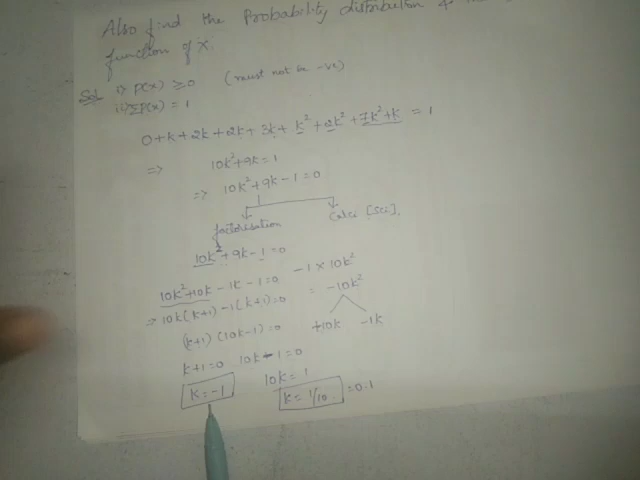 Also find the Probability distribution
function of X.
Sol i) P(x) ≥ 0 (must not be -ve)
ii) ΣP(x) = 1
0+k+2k+2k+3k+k²+2k²+7k²+k = 1
⇒ 10k²+9k=1
⇒ 10k²+9k-1=0
factorisation calci [sci].
10k²+9k-1=0
10k²+10k-1k-1=0 -1×10k²
⇒ 10k(k+1)-1(k+1)=0 = -10k²
(k+1)(10k-1)=0 +10k -1k
k+1=0 10k-1=0
k=-1 10k=1
k=1/10 =0.1